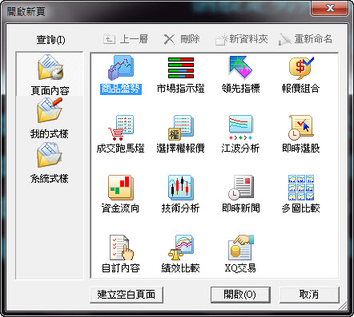 開啟新頁
查詢(I)
上一層 刪除 新資料夾 重新命名
頁面內容
我的式樣
系統式樣
商品盤勢 市場指示燈 領先指標 報價組合
成交跑馬燈 選擇權報價 江波分析 即時選股
資金流向 技術分析 即時新聞 多圖比較
自訂內容 績效比較 XQ交易
建立空白頁面 開啟(O) 取消